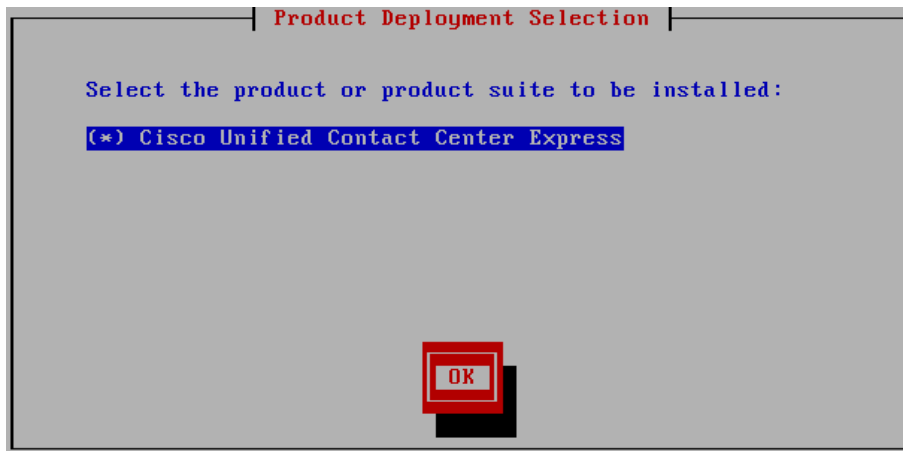 Product Deployment Selection
Select the product or product suite to be installed:
(*) Cisco Unified Contact Center Express
OK